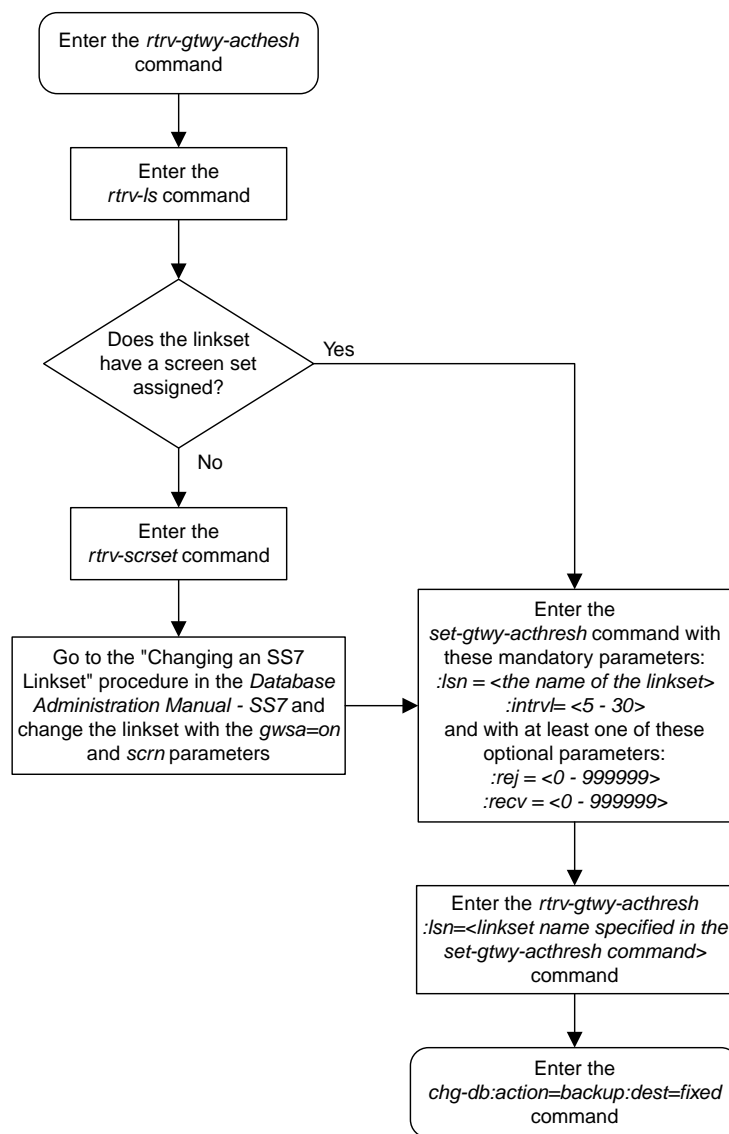 Enter the rtrv-gtwy-acthesh
command
Enter the
rtrv-ls command
Does the linkset
have a screen set
assigned?
Yes
No
Enter the
rtrv-scrset command
Go to the "Changing an SS7
Linkset" procedure in the Database
Administration Manual - SS7 and
change the linkset with the gwsa=on
and scrn parameters
Enter the
set-gtwy-acthresh command with
these mandatory parameters:
:lsn = <the name of the linkset>
:intrvl= <5 - 30>
and with at least one of these
optional parameters:
:rej = <0 - 999999>
:recv = <0 - 999999>
Enter the rtrv-gtwy-acthresh
:lsn=<linkset name specified in the
set-gtwy-acthresh command>
command
Enter the
chg-db:action=backup:dest=fixed
command